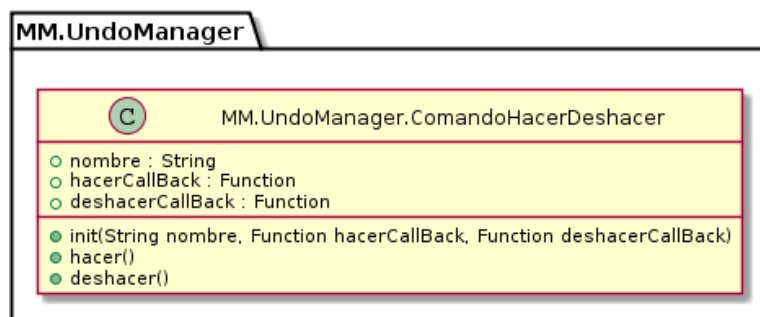 MM.UndoManager
C MM.UndoManager.ComandoHacerDeshacer
nombre : String
hacerCallBack : Function
deshacerCallBack : Function
init(String nombre, Function hacerCallBack, Function deshacerCallBack)
hacer()
deshacer()